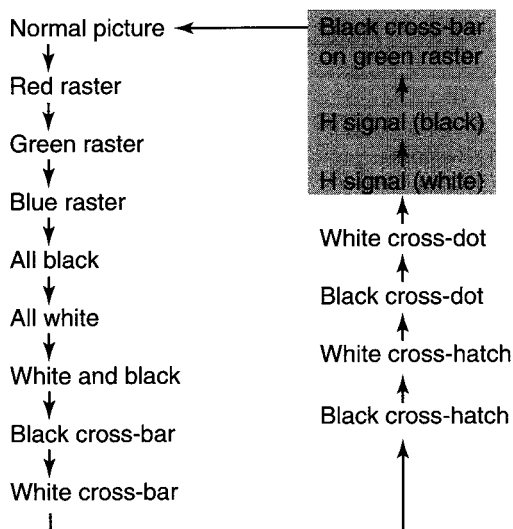 Normal picture
Red raster
Green raster
Blue raster
All black
All white
White and black
Black cross-bar
White cross-bar
Black cross-hatch
White cross-hatch
Black cross-dot
White cross-dot
H signal (white)
H signal (black)
Black cross-bar
on green raster